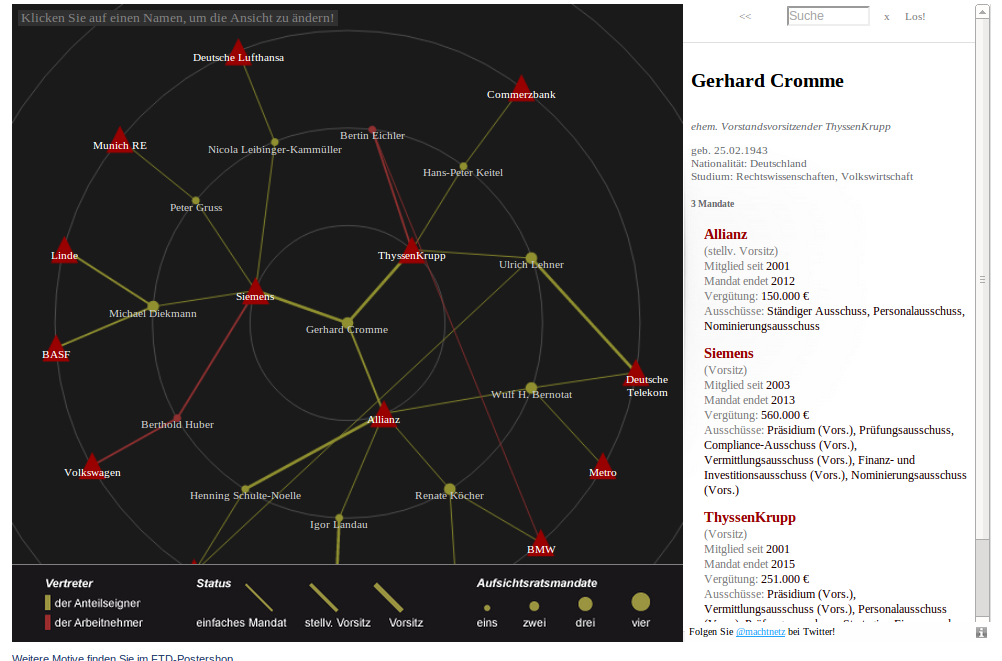 Klicken Sie auf einen Namen, um die Ansicht zu ändern!
Deutsche Lufthansa
Commerzbank
Bertin Eichler
Munich RE
Nicola Leibinger-Kammüller
Hans-Peter Keitel
Peter Gruss
Linde
ThyssenKrupp
Ulrich Lehner
Siemens
Michael Diekmann
Gerhard Cromme
BASF
Deutsche
Telekom
Wulf H. Bernotat
Allianz
Berthold Huber
Volkswagen
Metro
Henning Schulte-Noelle
Renate Köcher
Igor Landau
BMW
Vertreter
der Anteilseigner
der Arbeitnehmer
Status
einfaches Mandat
stellv. Vorsitz
Vorsitz
Aufsichtsratsmandate
eins
zwei
drei
vier
Weitere Motive finden Sie im FTD-Postershop
<<
Suche
x
Los!
Gerhard Cromme
ehem. Vorstandsvorsitzender ThyssenKrupp
geb. 25.02.1943
Nationalität: Deutschland
Studium: Rechtswissenschaften, Volkswirtschaft
3 Mandate
Allianz
(stellv. Vorsitz)
Mitglied seit 2001
Mandat endet 2012
Vergütung: 150.000 €
Ausschüsse: Ständiger Ausschuss, Personalausschuss,
Nominierungsausschuss
Siemens
(Vorsitz)
Mitglied seit 2003
Mandat endet 2013
Vergütung: 560.000 €
Ausschüsse: Präsidium (Vors.), Prüfungsausschuss,
Compliance-Ausschuss (Vors.),
Vermittlungsausschuss (Vors.), Finanz- und
Investitionsausschuss (Vors.), Nominierungsausschuss
(Vors.)
ThyssenKrupp
(Vorsitz)
Mitglied seit 2001
Mandat endet 2015
Vergütung: 251.000 €
Ausschüsse: Präsidium (Vors.),
Vermittlungsausschuss (Vors.), Personalausschuss
Folgen Sie @machtnetz bei Twitter!